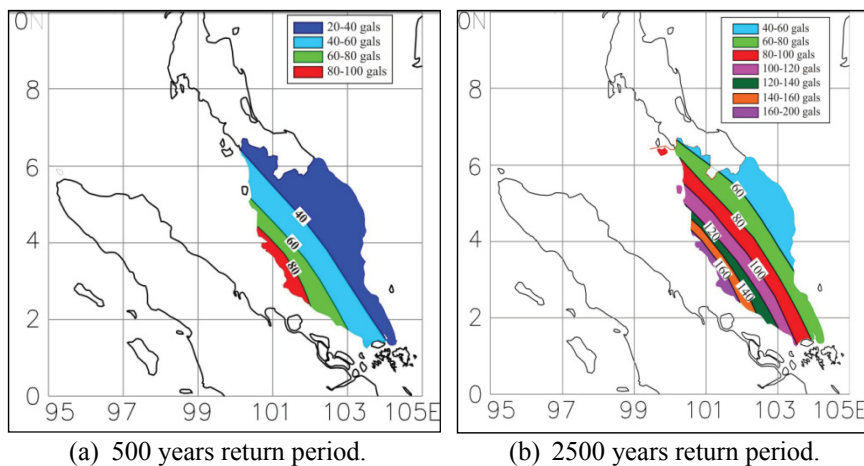 0N
20-40 gals
40-60 gals
60-80 gals
80-100 gals
8
6
4
2
0
40
60
80
95 97 99 101 103 105E
(a) 500 years return period.
0N
40-60 gals
60-80 gals
80-100 gals
100-120 gals
120-140 gals
140-160 gals
160-200 gals
8
6
4
2
0
60
80
100
120
140
160
95 97 99 101 103 105E
(b) 2500 years return period.